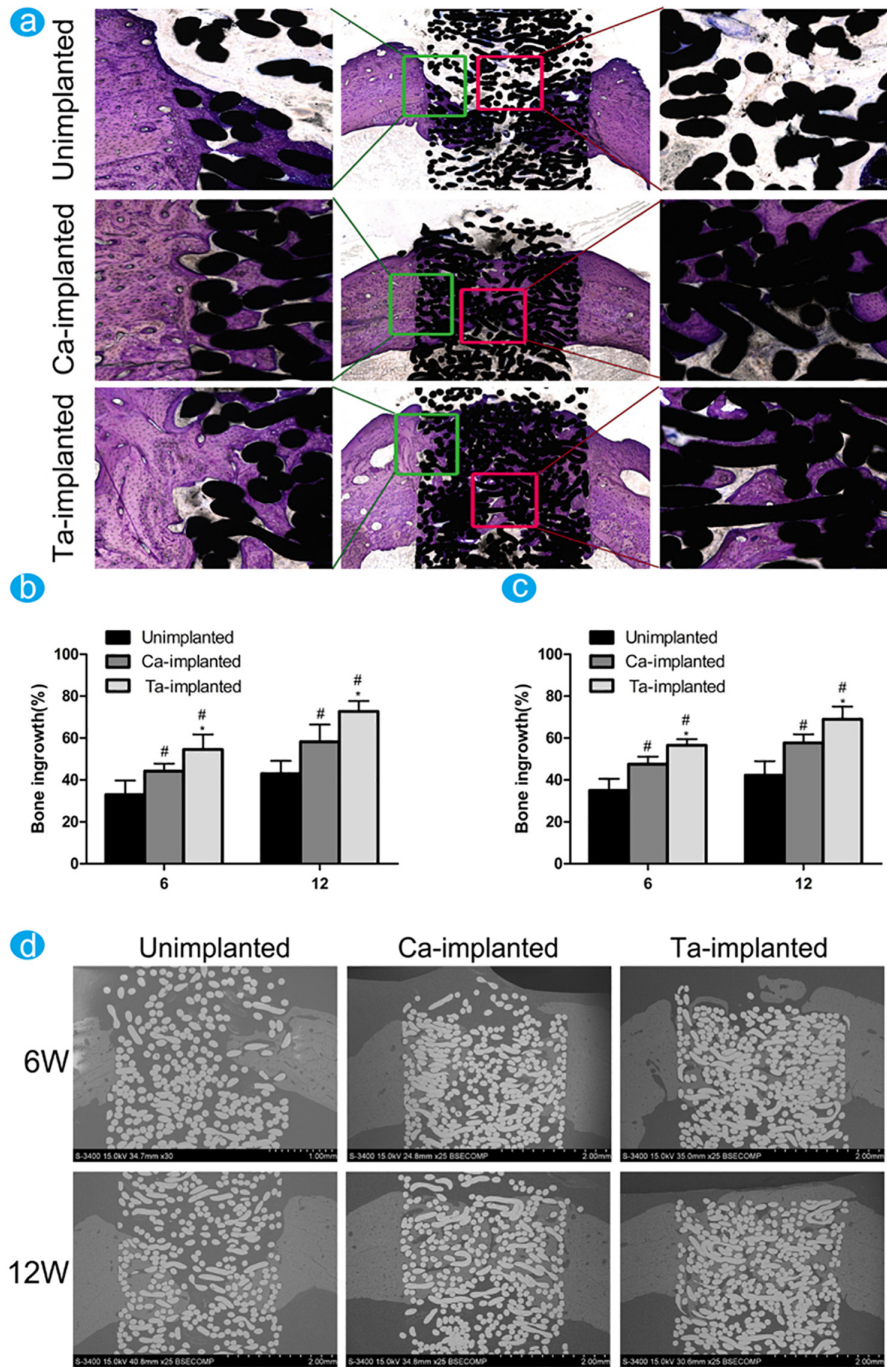 a
Unimplanted
Ca-implanted
Ta-implanted
b
Unimplanted
Ca-implanted
Ta-implanted
Bone ingrowth(%)
100
80
60
40
20
0
#
#
*
#
#
*
6
12
c
Unimplanted
Ca-implanted
Ta-implanted
Bone ingrowth(%)
100
80
60
40
20
0
#
#
*
#
#
*
6
12
d
Unimplanted
Ca-implanted
Ta-implanted
6W
S-3400 15.0kV 34.7mm x30 1.00mm
S-3400 15.0kV 24.8mm x25 BSECOMP 2.00mm
S-3400 15.0kV 35.0mm x25 BSECOMP 2.00mm
12W
S-3400 15.0kV 40.8mm x25 BSECOMP 2.00mm
S-3400 15.0kV 34.8mm x25 BSECOMP 2.00mm
S-3400 15.0kV 33.6mm x25 BSECOMP 2.00mm